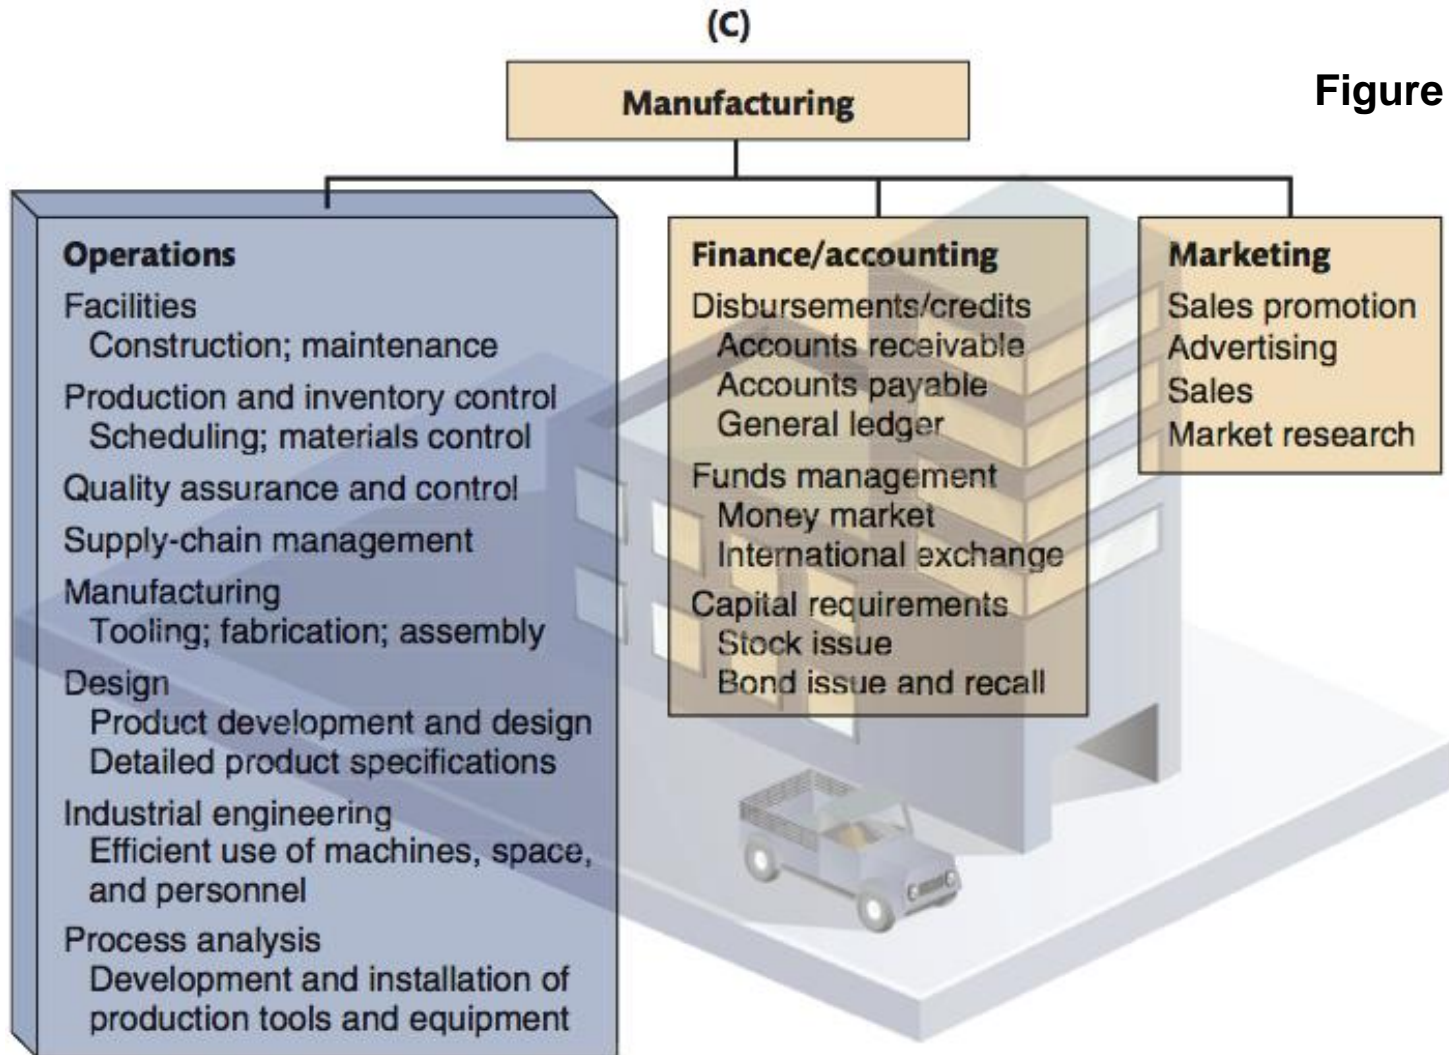 (C)
Manufacturing
Figure
Operations
Facilities
Construction; maintenance
Production and inventory control
Scheduling; materials control
Quality assurance and control
Supply-chain management
Manufacturing
Tooling; fabrication; assembly
Design
Product development and design
Detailed product specifications
Industrial engineering
Efficient use of machines, space,
and personnel
Process analysis
Development and installation of
production tools and equipment
Finance/accounting
Disbursements/credits
Accounts receivable
Accounts payable
General ledger
Funds management
Money market
International exchange
Capital requirements
Stock issue
Bond issue and recall
Marketing
Sales promotion
Advertising
Sales
Market research